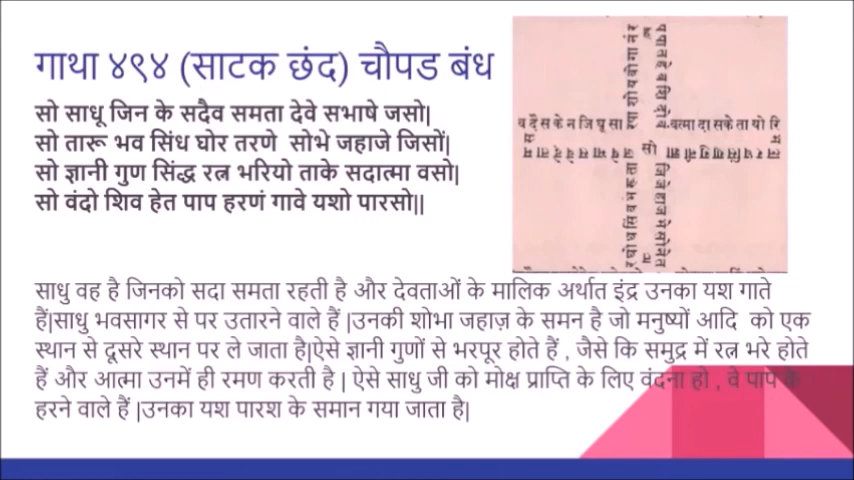 गाथा ४९४ (साटक छंद) चौपड बंध
सो साधू जिन के सदैव समता देवे सभाषे जसो|
सो तारू भव सिंध घोर तरणे सोभे जहाजे जिसों|
सो ज्ञानी गुण सिंद्ध रत्न भरियो ताके सदात्मा वसो|
सो वंदो शिव हेत पाप हरणं गावे यशो पारसो||
साधु वह है जिनको सदा समता रहती है और देवताओं के मालिक अर्थात इंद्र उनका यश गाते
हैं|साधु भवसागर से पर उतारने वाले हैं |उनकी शोभा जहाज़ के समन है जो मनुष्यों आदि को एक
स्थान से दूसरे स्थान पर ले जाता है|ऐसे ज्ञानी गुणों से भरपूर होते हैं , जैसे कि समुद्र में रत्न भरे होते
हैं और आत्मा उनमें ही रमण करती है | ऐसे साधु जी को मोक्ष प्राप्ति के लिए वंदना हो , वे पाप के
हरने वाले हैं |उनका यश पारश के समान गया जाता है|